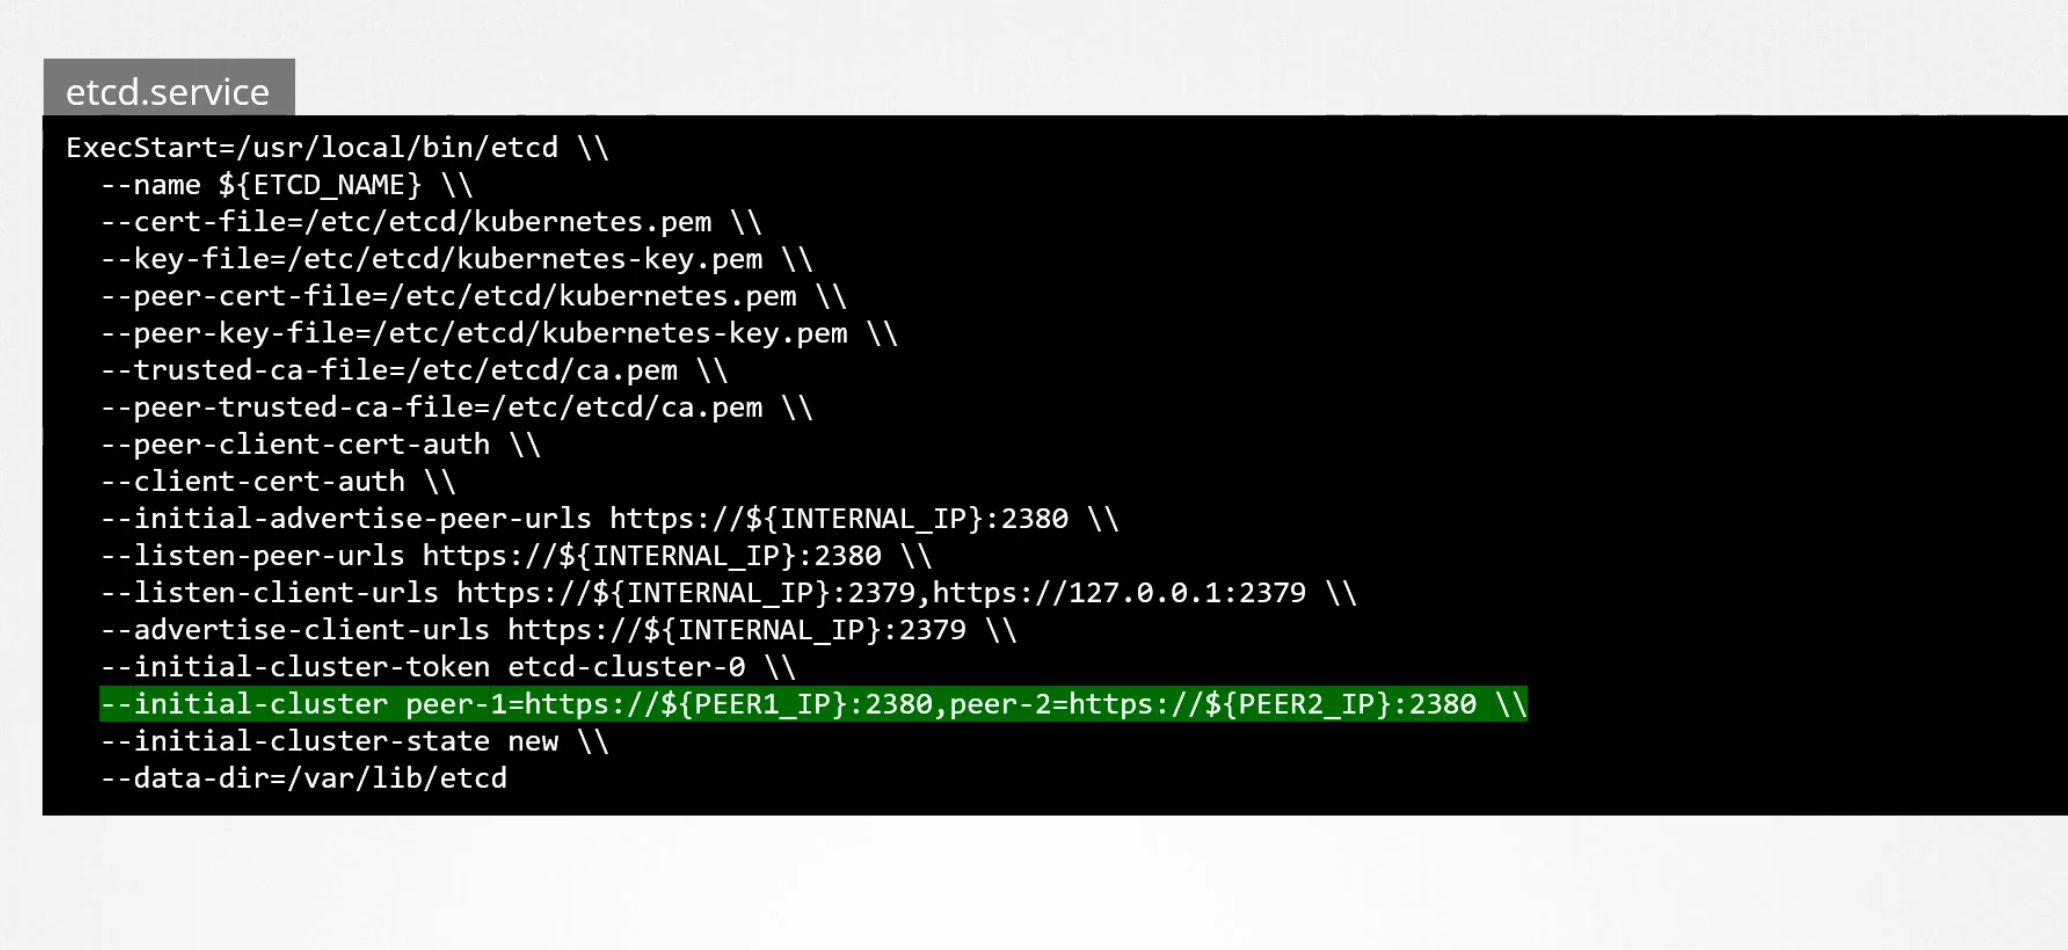 etcd.service
ExecStart=/usr/local/bin/etcd \\
--name ${ETCD_NAME} \\
--cert-file=/etc/etcd/kubernetes.pem \\
--key-file=/etc/etcd/kubernetes-key.pem \\
--peer-cert-file=/etc/etcd/kubernetes.pem \\
--peer-key-file=/etc/etcd/kubernetes-key.pem \\
--trusted-ca-file=/etc/etcd/ca.pem \\
--peer-trusted-ca-file=/etc/etcd/ca.pem \\
--peer-client-cert-auth \\
--client-cert-auth \\
--initial-advertise-peer-urls https://${INTERNAL_IP}:2380 \\
--listen-peer-urls https://${INTERNAL_IP}:2380 \\
--listen-client-urls https://${INTERNAL_IP}:2379,https://127.0.0.1:2379 \\
--advertise-client-urls https://${INTERNAL_IP}:2379 \\
--initial-cluster-token etcd-cluster-0 \\
--initial-cluster peer-1=https://${PEER1_IP}:2380,peer-2=https://${PEER2_IP}:2380 \\
--initial-cluster-state new \\
--data-dir=/var/lib/etcd